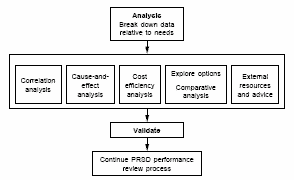 Analysis
Break down data
relative to needs
Correlation
analysis
Cause-and-
effect
analysis
Cost
efficiency
analysis
Explore options
Comparative
analysis
External
resources
and advice
Validate
Continue PRSD performance
review process